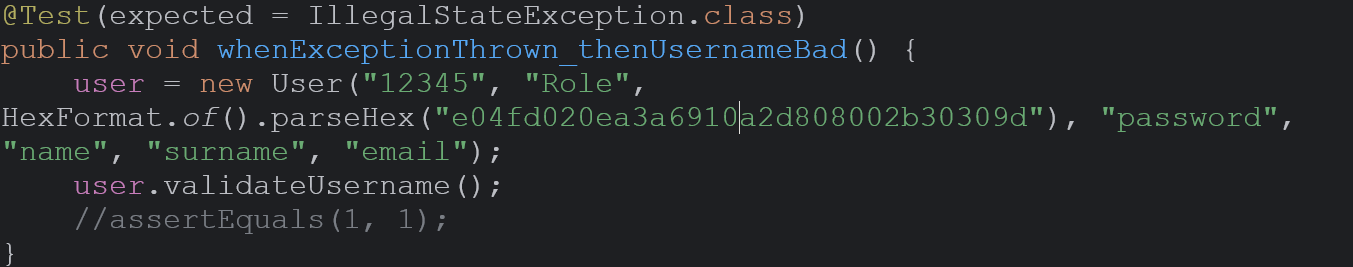 @Test(expected = IllegalStateException.class)
public void whenExceptionThrown_thenUsernameBad() {
    user = new User("12345", "Role",
HexFormat.of().parseHex("e04fd020ea3a6910a2d808002b30309d"), "password",
"name", "surname", "email");
    user.validateUsername();
    //assertEquals(1, 1);
}